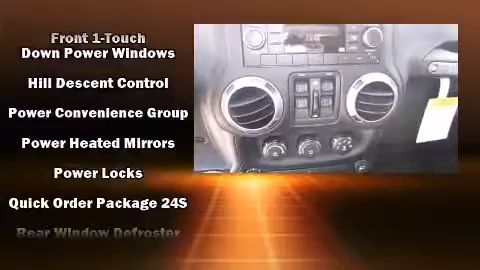 Front 1-Touch
Down Power Windows
Hill Descent Control
Power Convenience Group
Power Heated Mirrors
Power Locks
Quick Order Package 24S
Rear Window Defroster